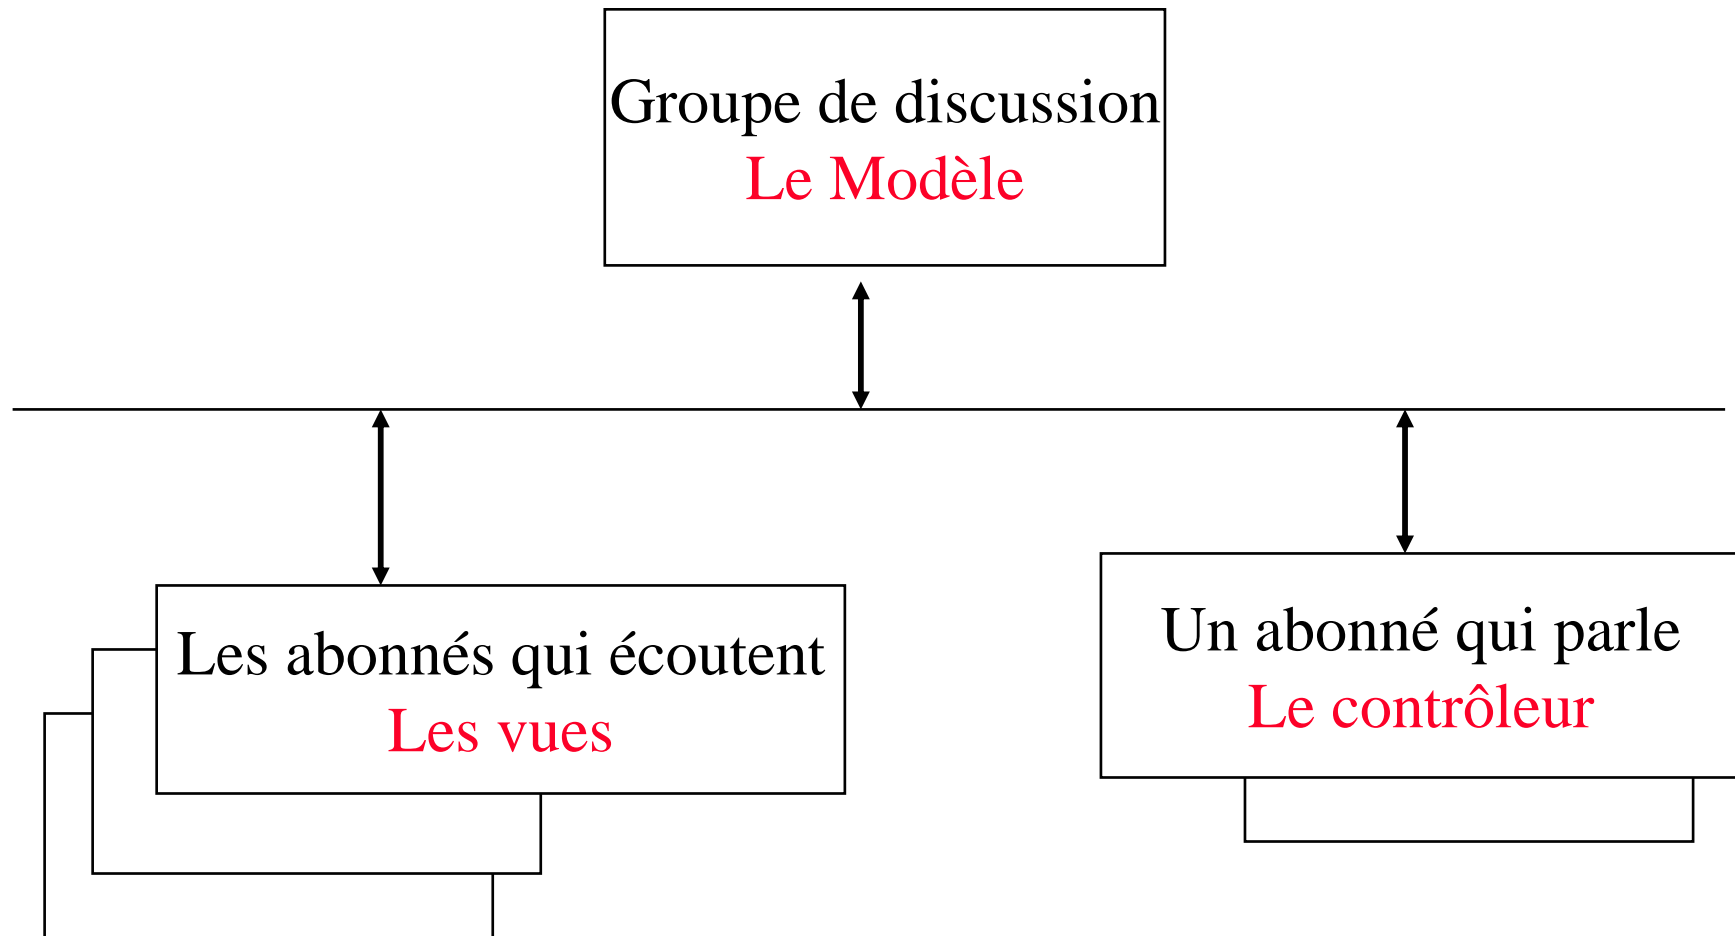 Groupe de discussion
Le Modèle
Les abonnés qui écoutent
Les vues
Un abonné qui parle
Le contrôleur